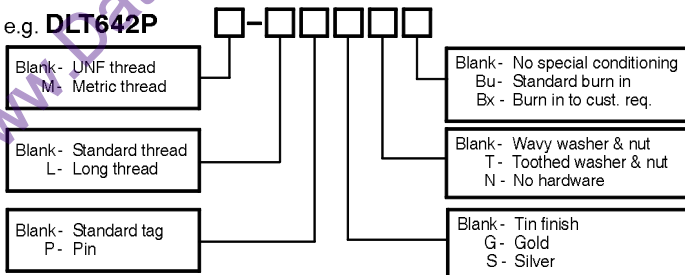 e.g. DLT642P
Blank- UNF thread
M- Metric thread
Blank- Standard thread
L- Long thread
Blank- Standard tag
P- Pin
Blank- No special conditioning
Bu- Standard burn in
Bx- Burn in to cust. req.
Blank- Wavy washer & nut
T- Toothed washer & nut
N- No hardware
Blank- Tin finish
G- Gold
S- Silver
ww.Dat